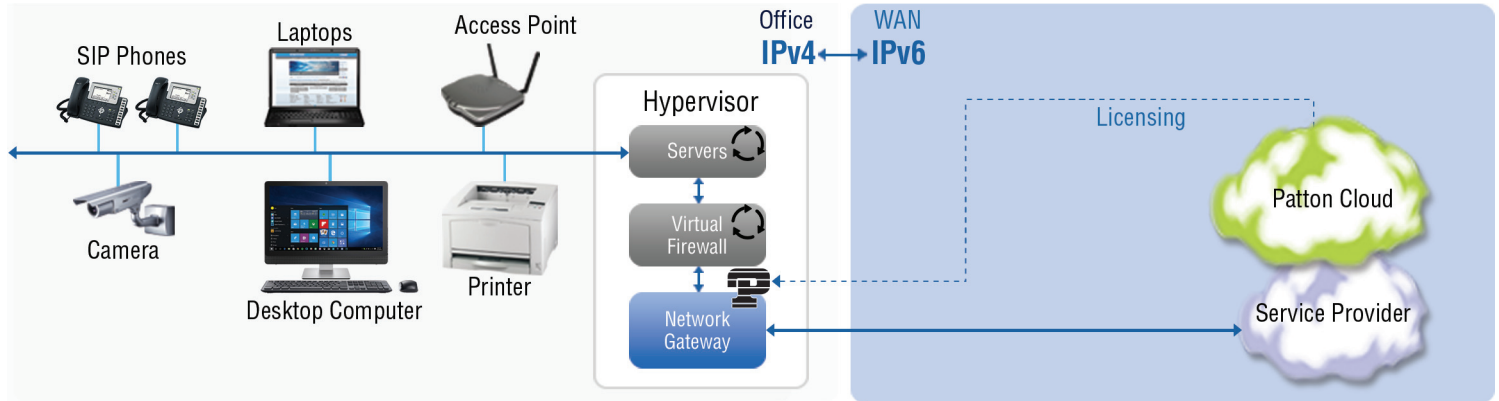 SIP Phones
Laptops
Access Point
Office
IPv4
WAN
IPv6
Hypervisor
Licensing
Servers
Patton Cloud
Virtual
Firewall
Camera
Printer
Desktop Computer
Network
Gateway
Service Provider